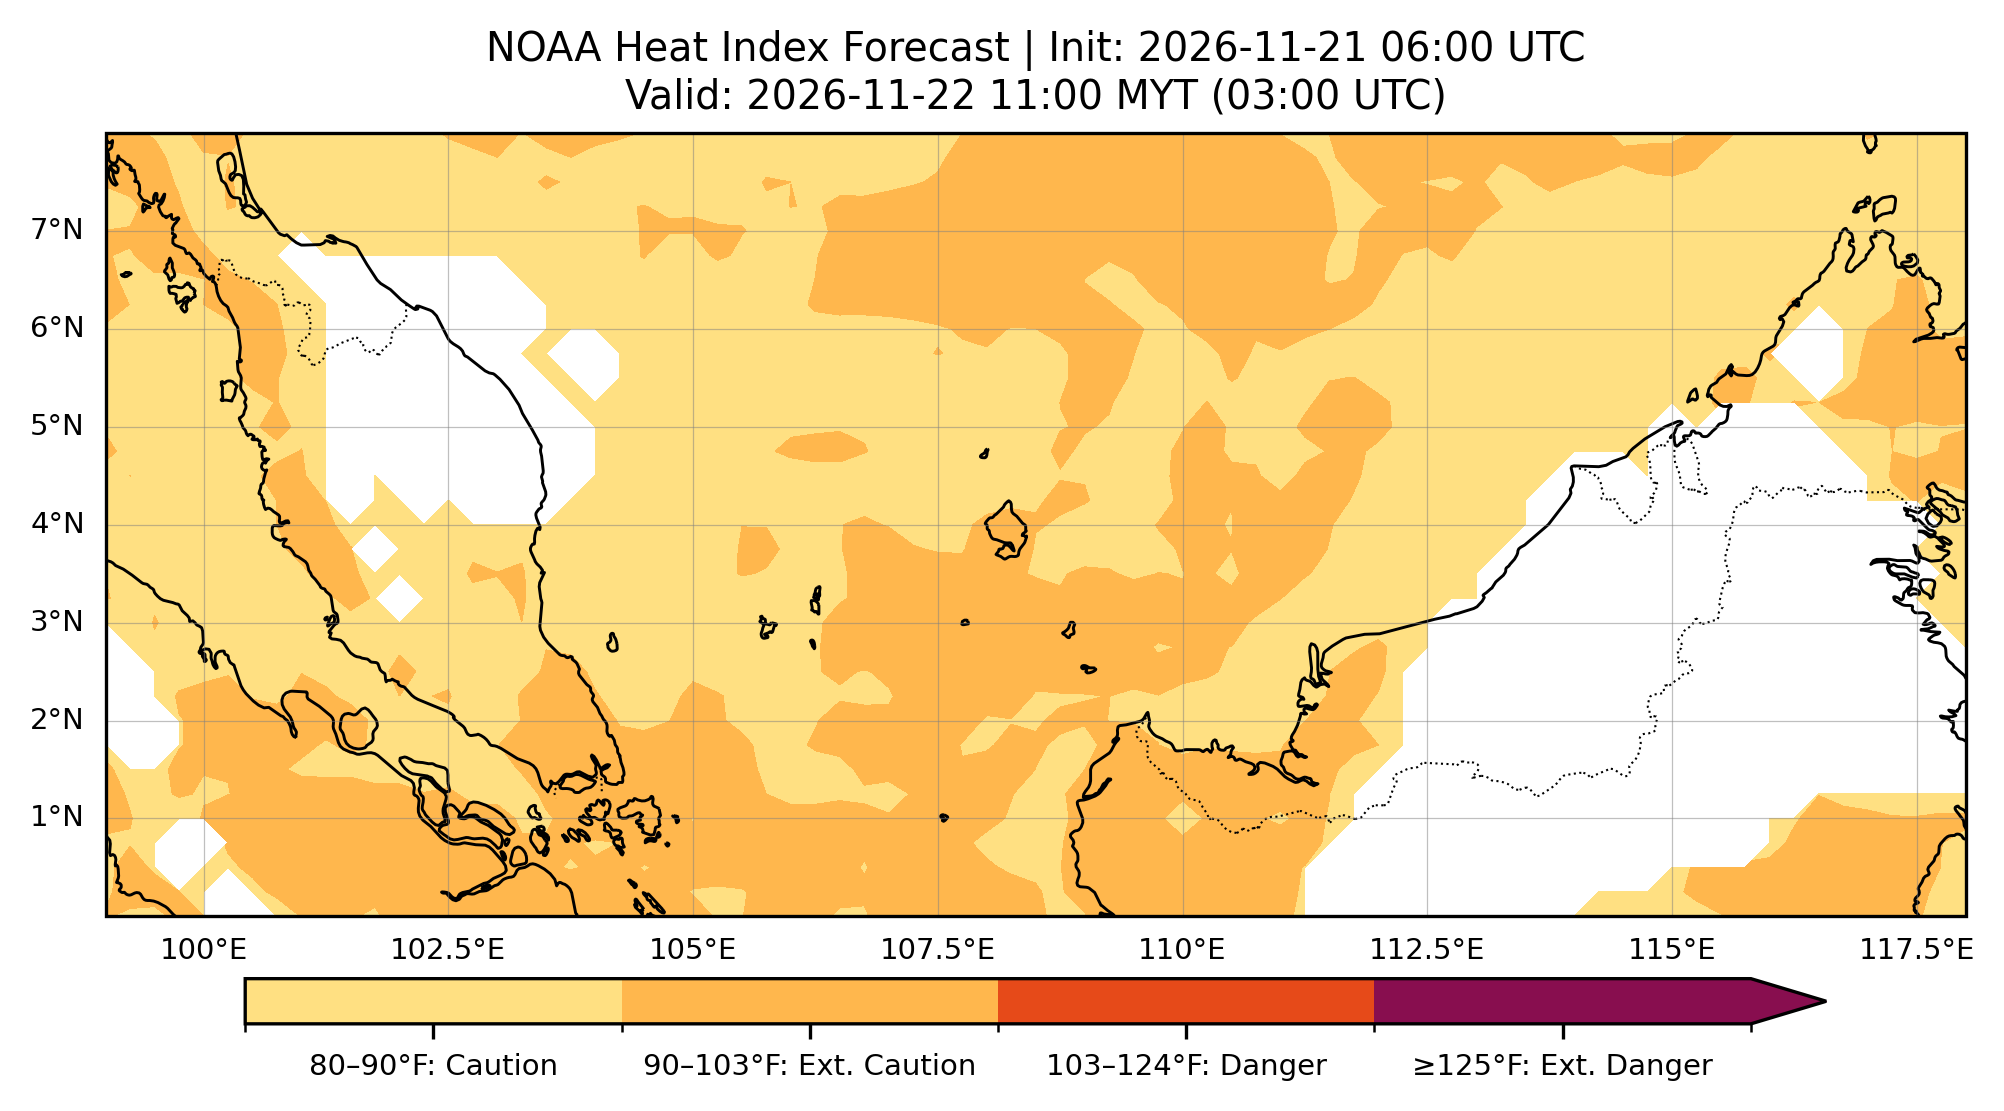 NOAA Heat Index Forecast | Init: 2026-11-21 06:00 UTC
Valid: 2026-11-22 11:00 MYT (03:00 UTC)
7°N
6°N
5°N
4°N
3°N
2°N
1°N
100°E 102.5°E 105°E 107.5°E 110°E 112.5°E 115°E 117.5°E
80–90°F: Caution 90–103°F: Ext. Caution 103–124°F: Danger ≥125°F: Ext. Danger